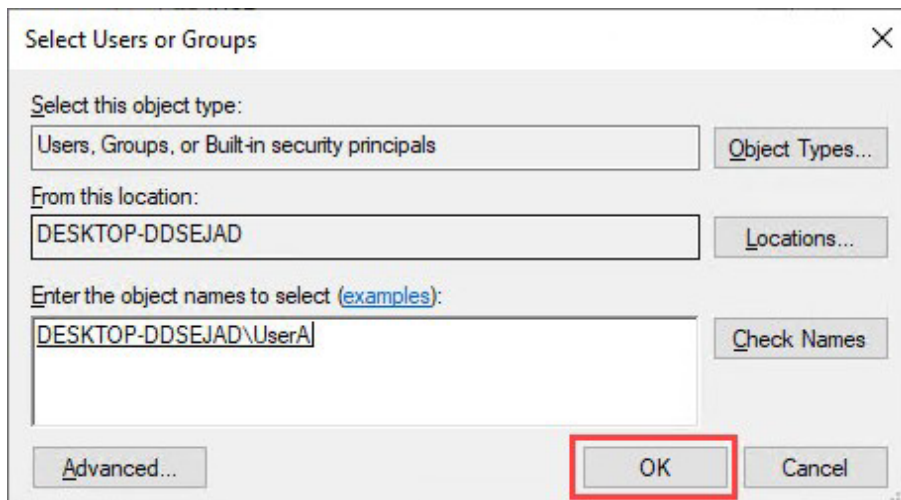 Select Users or Groups
Select this object type:
Users, Groups, or Built-in security principals
Object Types...
From this location:
DESKTOP-DDSEJAD
Locations...
Enter the object names to select (examples):
DESKTOP-DDSEJAD\UserA
Check Names
Advanced...
OK
Cancel